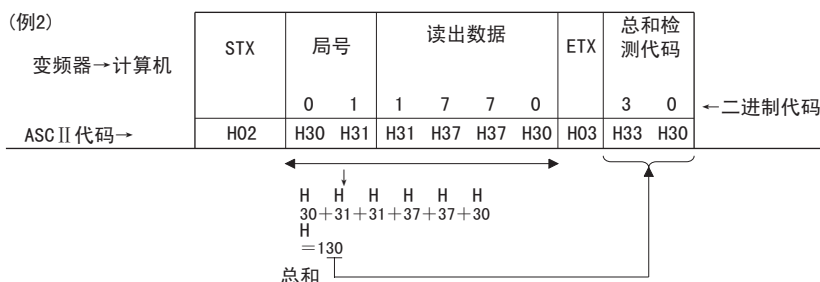 (例2)
变频器→计算机
STX 局号 读出数据 ETX 总和检测代码
0 1 1 7 7 0 3 0 ←二进制代码
ASCⅡ代码→ H02 H30 H31 H31 H37 H37 H30 H03 H33 H30
↓
H H H H H H
30+31+31+37+37+30
H
=130
总和